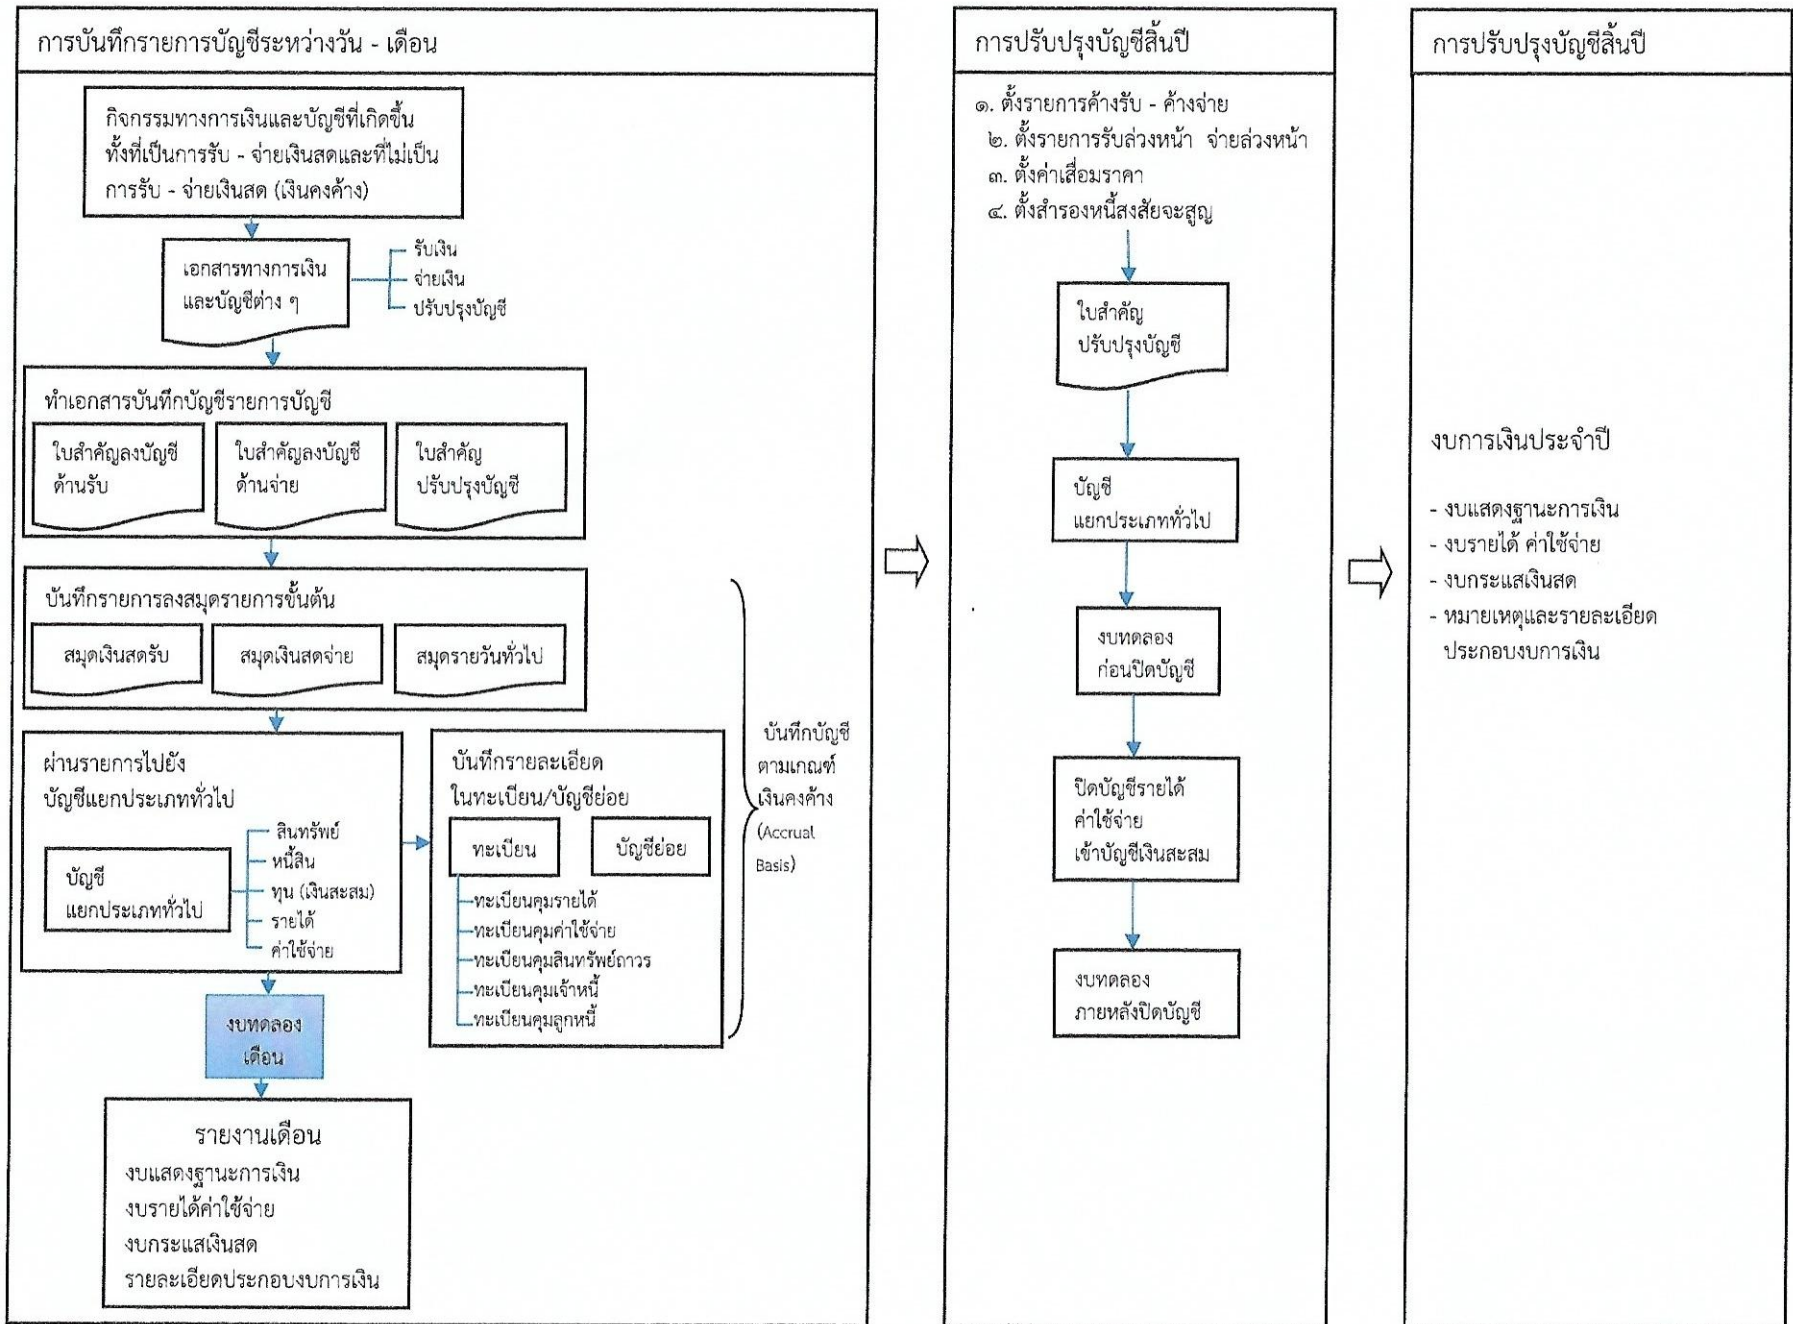 การบันทึกรายการบัญชีระหว่างวัน - เดือน
กิจกรรมทางการเงินและบัญชีที่เกิดขึ้น
ทั้งที่เป็นการรับ - จ่ายเงินสดและที่ไม่เป็น
การรับ - จ่ายเงินสด (เงินคงค้าง)
เอกสารทางการเงิน
และบัญชีต่าง ๆ
รับเงิน
จ่ายเงิน
ปรับปรุงบัญชี
ทำเอกสารบันทึกบัญชีรายการบัญชี
ใบสำคัญลงบัญชี
ด้านรับ
ใบสำคัญลงบัญชี
ด้านจ่าย
ใบสำคัญ
ปรับปรุงบัญชี
บันทึกรายการลงสมุดรายการขั้นต้น
สมุดเงินสดรับ
สมุดเงินสดจ่าย
สมุดรายวันทั่วไป
ผ่านรายการไปยัง
บัญชีแยกประเภททั่วไป
บัญชี
แยกประเภททั่วไป
สินทรัพย์
หนี้สิน
ทุน (เงินสะสม)
รายได้
ค่าใช้จ่าย
บันทึกรายละเอียด
ในทะเบียน/บัญชีย่อย
ทะเบียน
บัญชีย่อย
ทะเบียนคุมรายได้
ทะเบียนคุมค่าใช้จ่าย
ทะเบียนคุมสินทรัพย์ถาวร
ทะเบียนคุมเจ้าหนี้
ทะเบียนคุมลูกหนี้
บันทึกบัญชี
ตามเกณฑ์
เงินคงค้าง
(Accrual
Basis)
งบทดลอง
เดือน
รายงานเดือน
งบแสดงฐานะการเงิน
งบรายได้ค่าใช้จ่าย
งบกระแสเงินสด
รายละเอียดประกอบงบการเงิน
การปรับปรุงบัญชีสิ้นปี
๑. ตั้งรายการค้างรับ - ค้างจ่าย
๒. ตั้งรายการรับล่วงหน้า จ่ายล่วงหน้า
๓. ตั้งค่าเสื่อมราคา
๔. ตั้งสำรองหนี้สงสัยจะสูญ
ใบสำคัญ
ปรับปรุงบัญชี
บัญชี
แยกประเภททั่วไป
งบทดลอง
ก่อนปิดบัญชี
ปิดบัญชีรายได้
ค่าใช้จ่าย
เข้าบัญชีเงินสะสม
งบทดลอง
ภายหลังปิดบัญชี
การปรับปรุงบัญชีสิ้นปี
งบการเงินประจำปี
- งบแสดงฐานะการเงิน
- งบรายได้ ค่าใช้จ่าย
- งบกระแสเงินสด
- หมายเหตุและรายละเอียด
ประกอบงบการเงิน